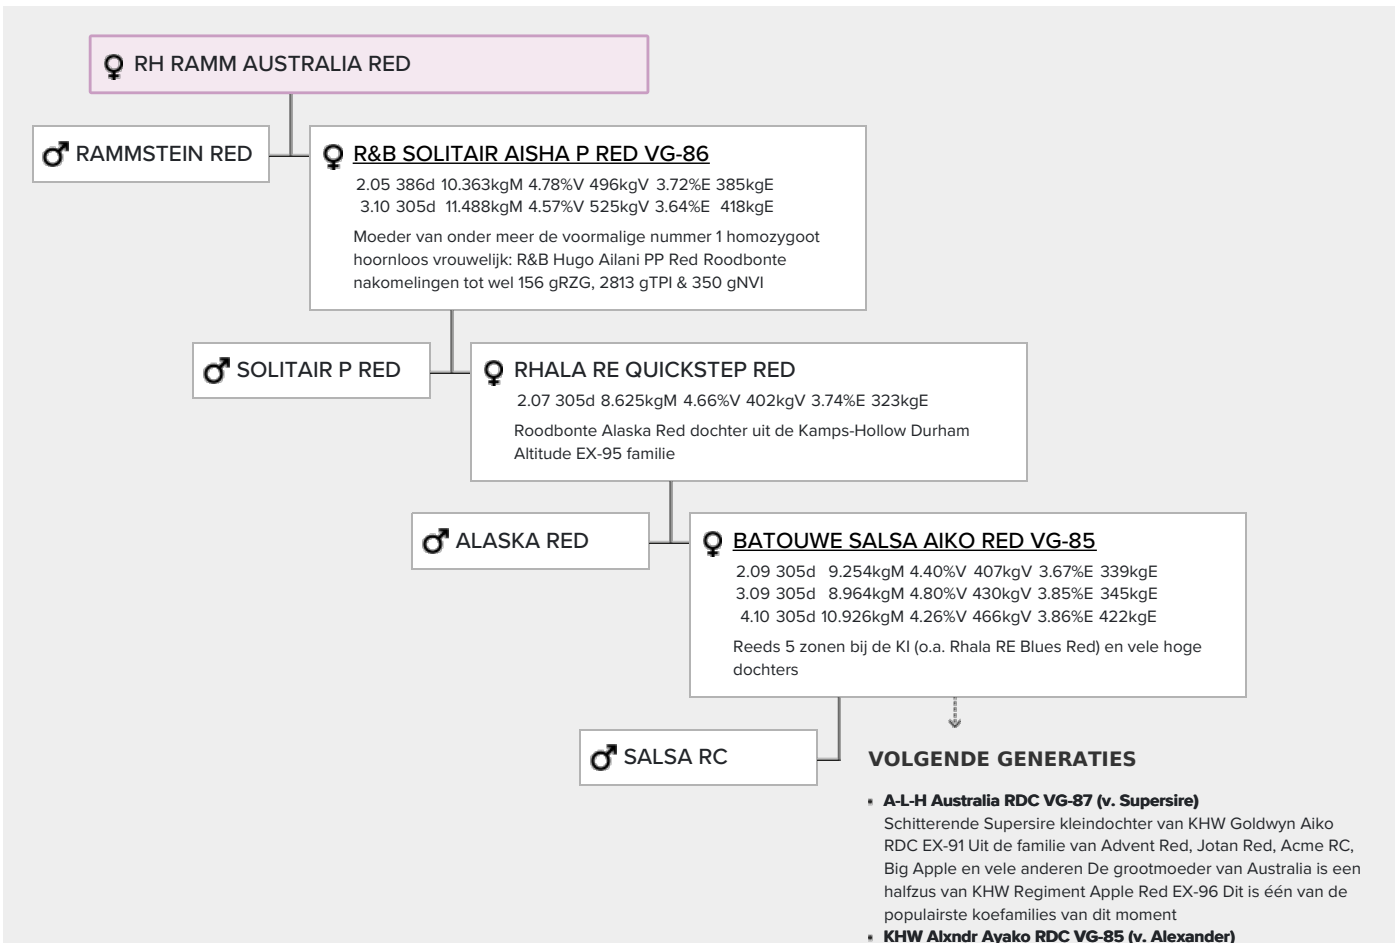 RH RAMM AUSTRALIA RED
RAMMSTEIN RED
R&B SOLITAIR AISHA P RED VG-86
2.05 386d 10.363kgM 4.78%V 496kgV 3.72%E 385kgE
3.10 305d 11.488kgM 4.57%V 525kgV 3.64%E 418kgE
Moeder van onder meer de voormalige nummer 1 homozygoot
hoornloos vrouwelijk: R&B Hugo Ailani PP Red Roodbonte
nakomelingen tot wel 156 gRZG, 2813 gTPI & 350 gNVI
SOLITAIR P RED
RHALA RE QUICKSTEP RED
2.07 305d 8.625kgM 4.66%V 402kgV 3.74%E 323kgE
Roodbonte Alaska Red dochter uit de Kamps-Hollow Durham
Altitude EX-95 familie
ALASKA RED
BATOUWE SALSA AIKO RED VG-85
2.09 305d 9.254kgM 4.40%V 407kgV 3.67%E 339kgE
3.09 305d 8.964kgM 4.80%V 430kgV 3.85%E 345kgE
4.10 305d 10.926kgM 4.26%V 466kgV 3.86%E 422kgE
Reeds 5 zonen bij de KI (o.a. Rhala RE Blues Red) en vele hoge
dochters
SALSA RC
VOLGENDE GENERATIES
A-L-H Australia RDC VG-87 (v. Supersire)
Schitterende Supersire kleindochter van KHW Goldwyn Aiko
RDC EX-91 Uit de familie van Advent Red, Jotan Red, Acme RC,
Big Apple en vele anderen De grootmoeder van Australia is een
halfzus van KHW Regiment Apple Red EX-96 Dit is één van de
populairste koefamilies van dit moment
KHW Alxndr Ayako RDC VG-85 (v. Alexander)